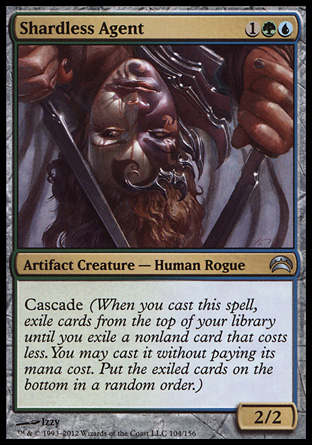 Shardless Agent 1
Artifact Creature — Human Rogue
Cascade (When you cast this spell,
exile cards from the top of your library
until you exile a nonland card that costs
less. You may cast it without paying its
mana cost. Put the exiled cards on the
bottom in a random order.)
2/2
Izzy
™ & © 1993–2012 Wizards of the Coast LLC 104/156